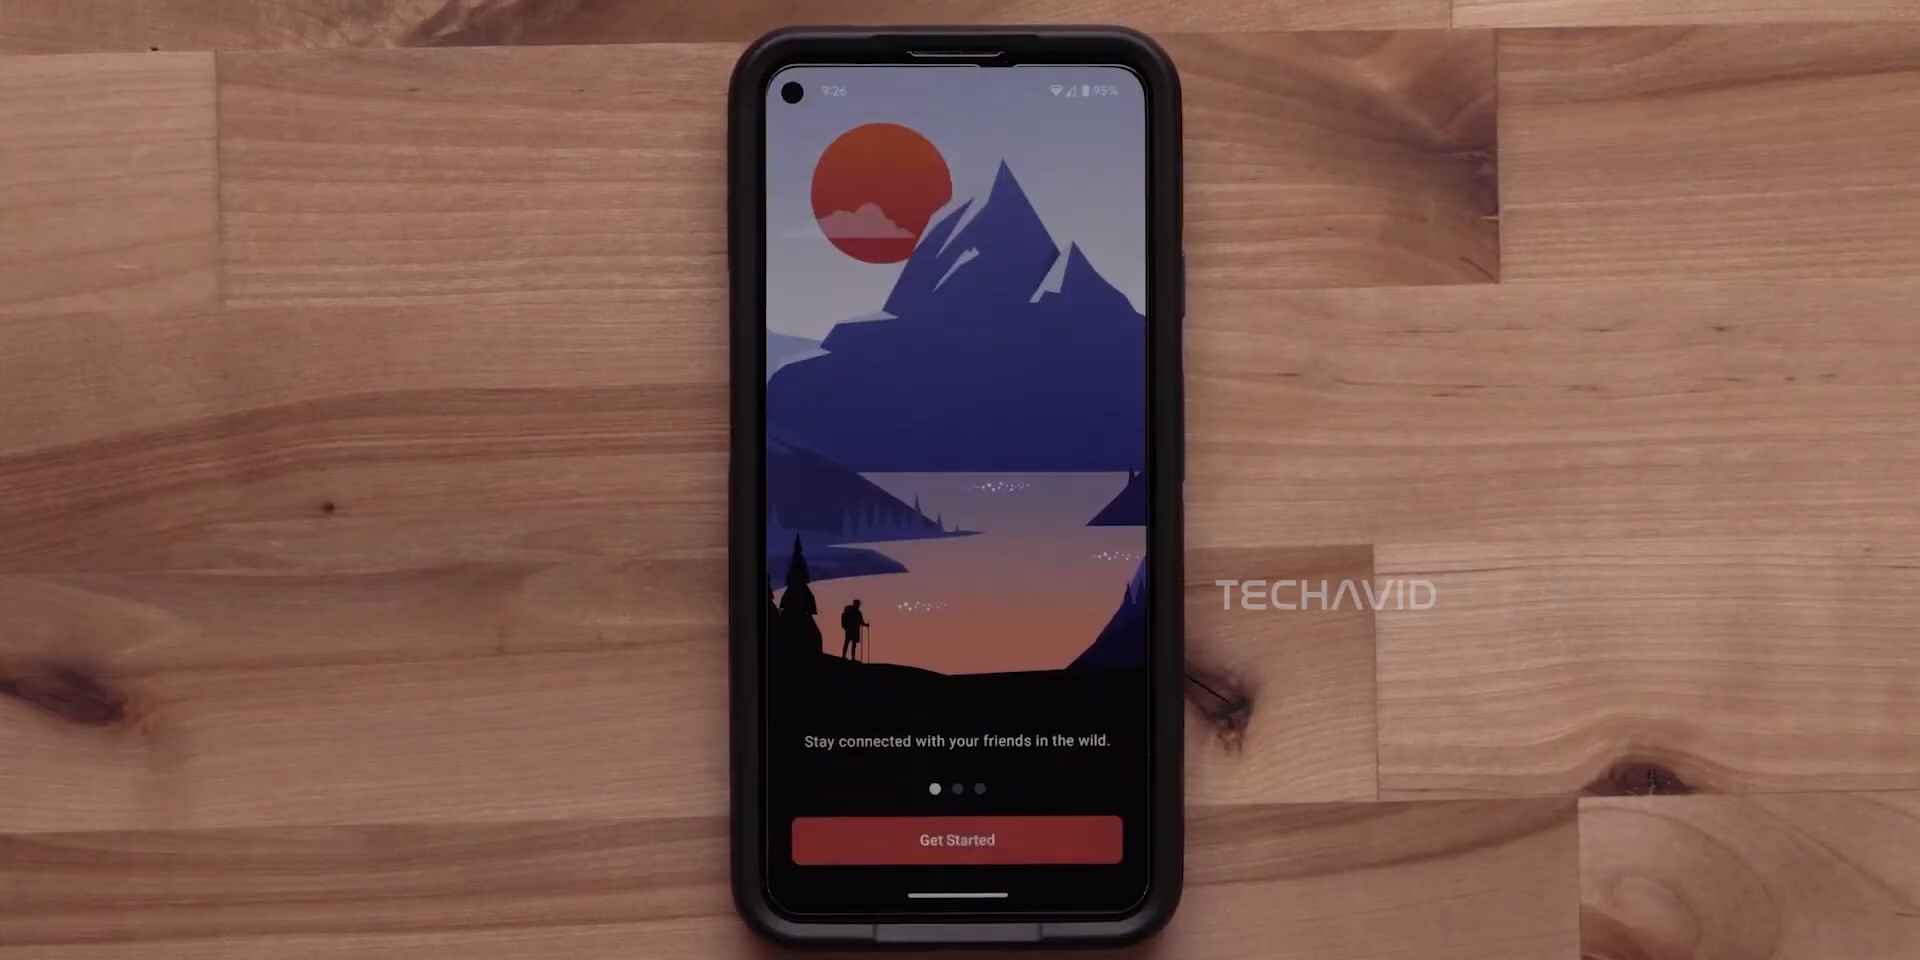 9:26
95%
TECHAVID
Stay connected with your friends in the wild.
Get Started